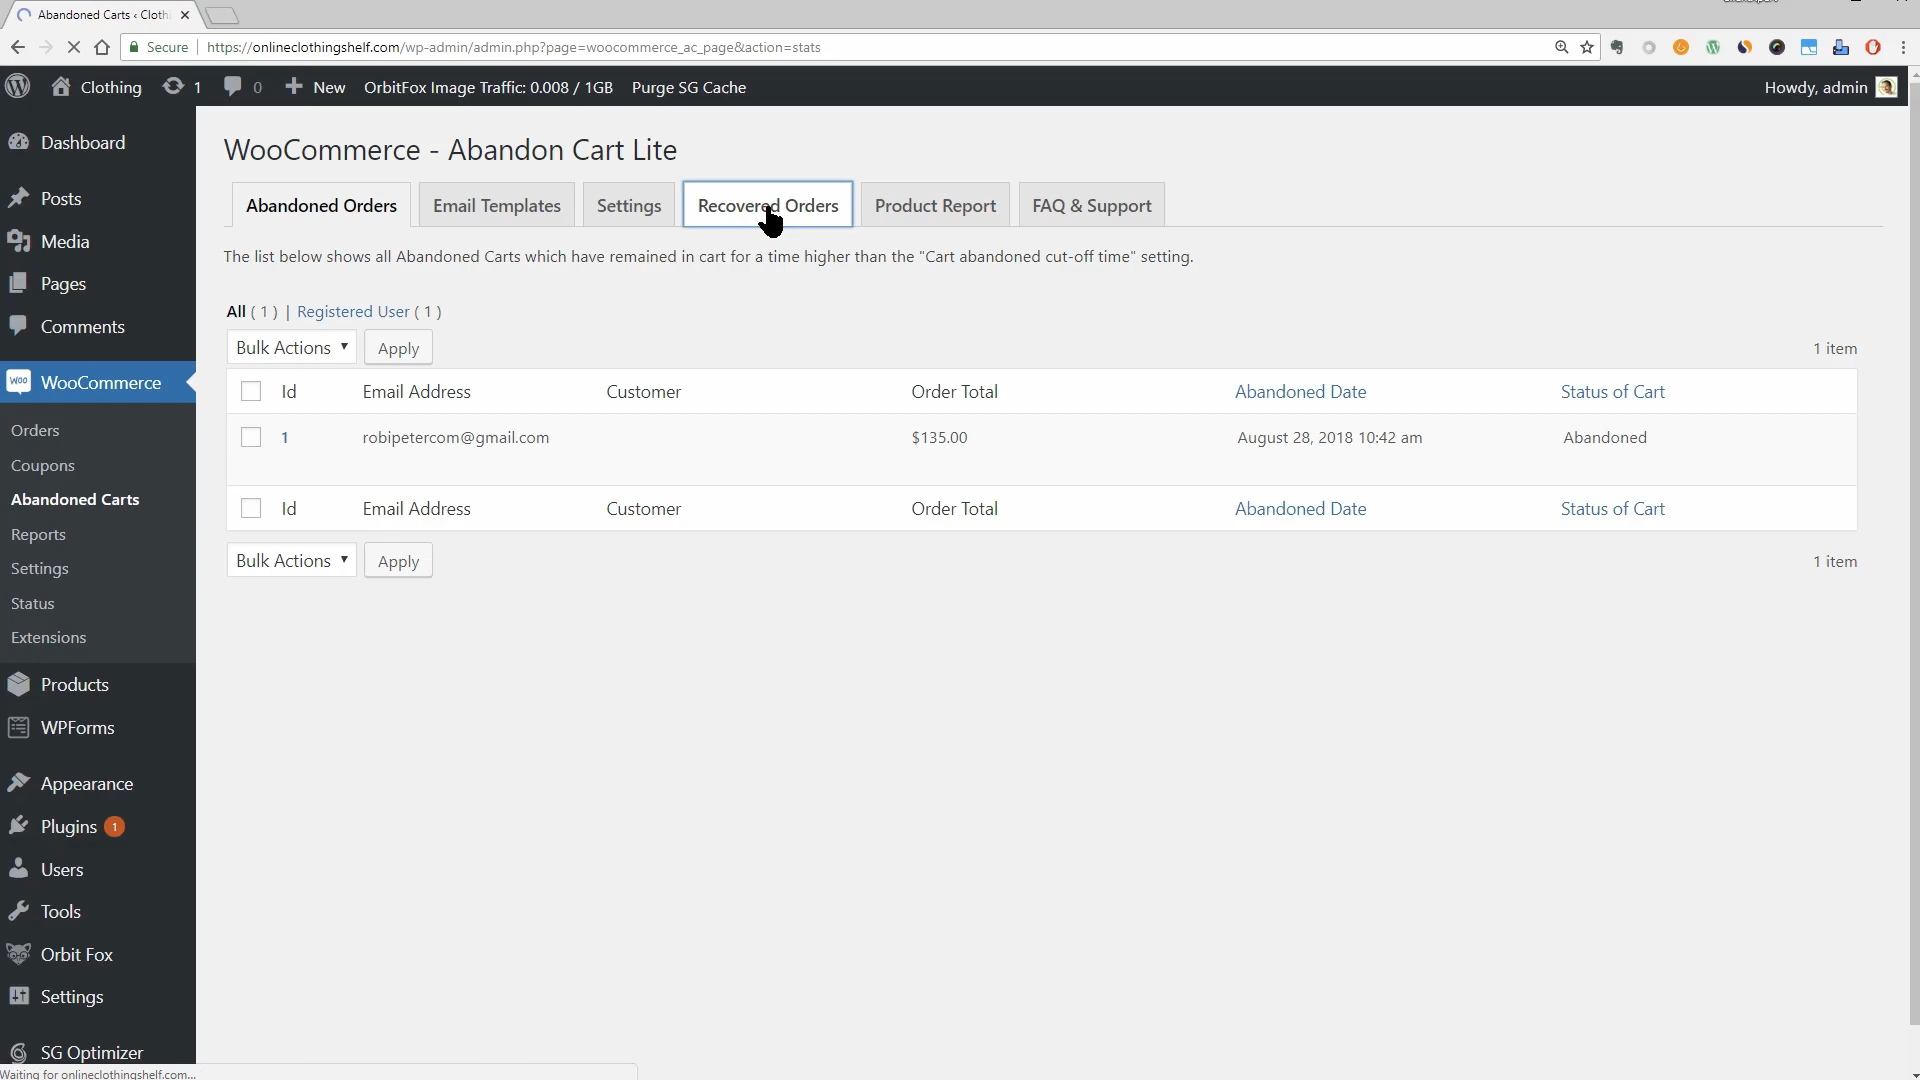 Abandoned Carts ‹ Cloth
Secure | https://onlineclothingshelf.com/wp-admin/admin.php?page=woocommerce_ac_page&action=stats
Clothing 1 0 New OrbitFox Image Traffic: 0.008 / 1GB Purge SG Cache Howdy, admin
Dashboard
Posts
Media
Pages
Comments
WooCommerce
Orders
Coupons
Abandoned Carts
Reports
Settings
Status
Extensions
Products
WPForms
Appearance
Plugins 1
Users
Tools
Orbit Fox
Settings
SG Optimizer
WooCommerce - Abandon Cart Lite
Abandoned Orders Email Templates Settings Recovered Orders Product Report FAQ & Support
The list below shows all Abandoned Carts which have remained in cart for a time higher than the "Cart abandoned cut-off time" setting.
All ( 1 ) | Registered User ( 1 )
Bulk Actions Apply 1 item
Id Email Address Customer Order Total Abandoned Date Status of Cart
1 robipetercom@gmail.com $135.00 August 28, 2018 10:42 am Abandoned
Id Email Address Customer Order Total Abandoned Date Status of Cart
Bulk Actions Apply 1 item
Waiting for onlineclothingshelf.com...